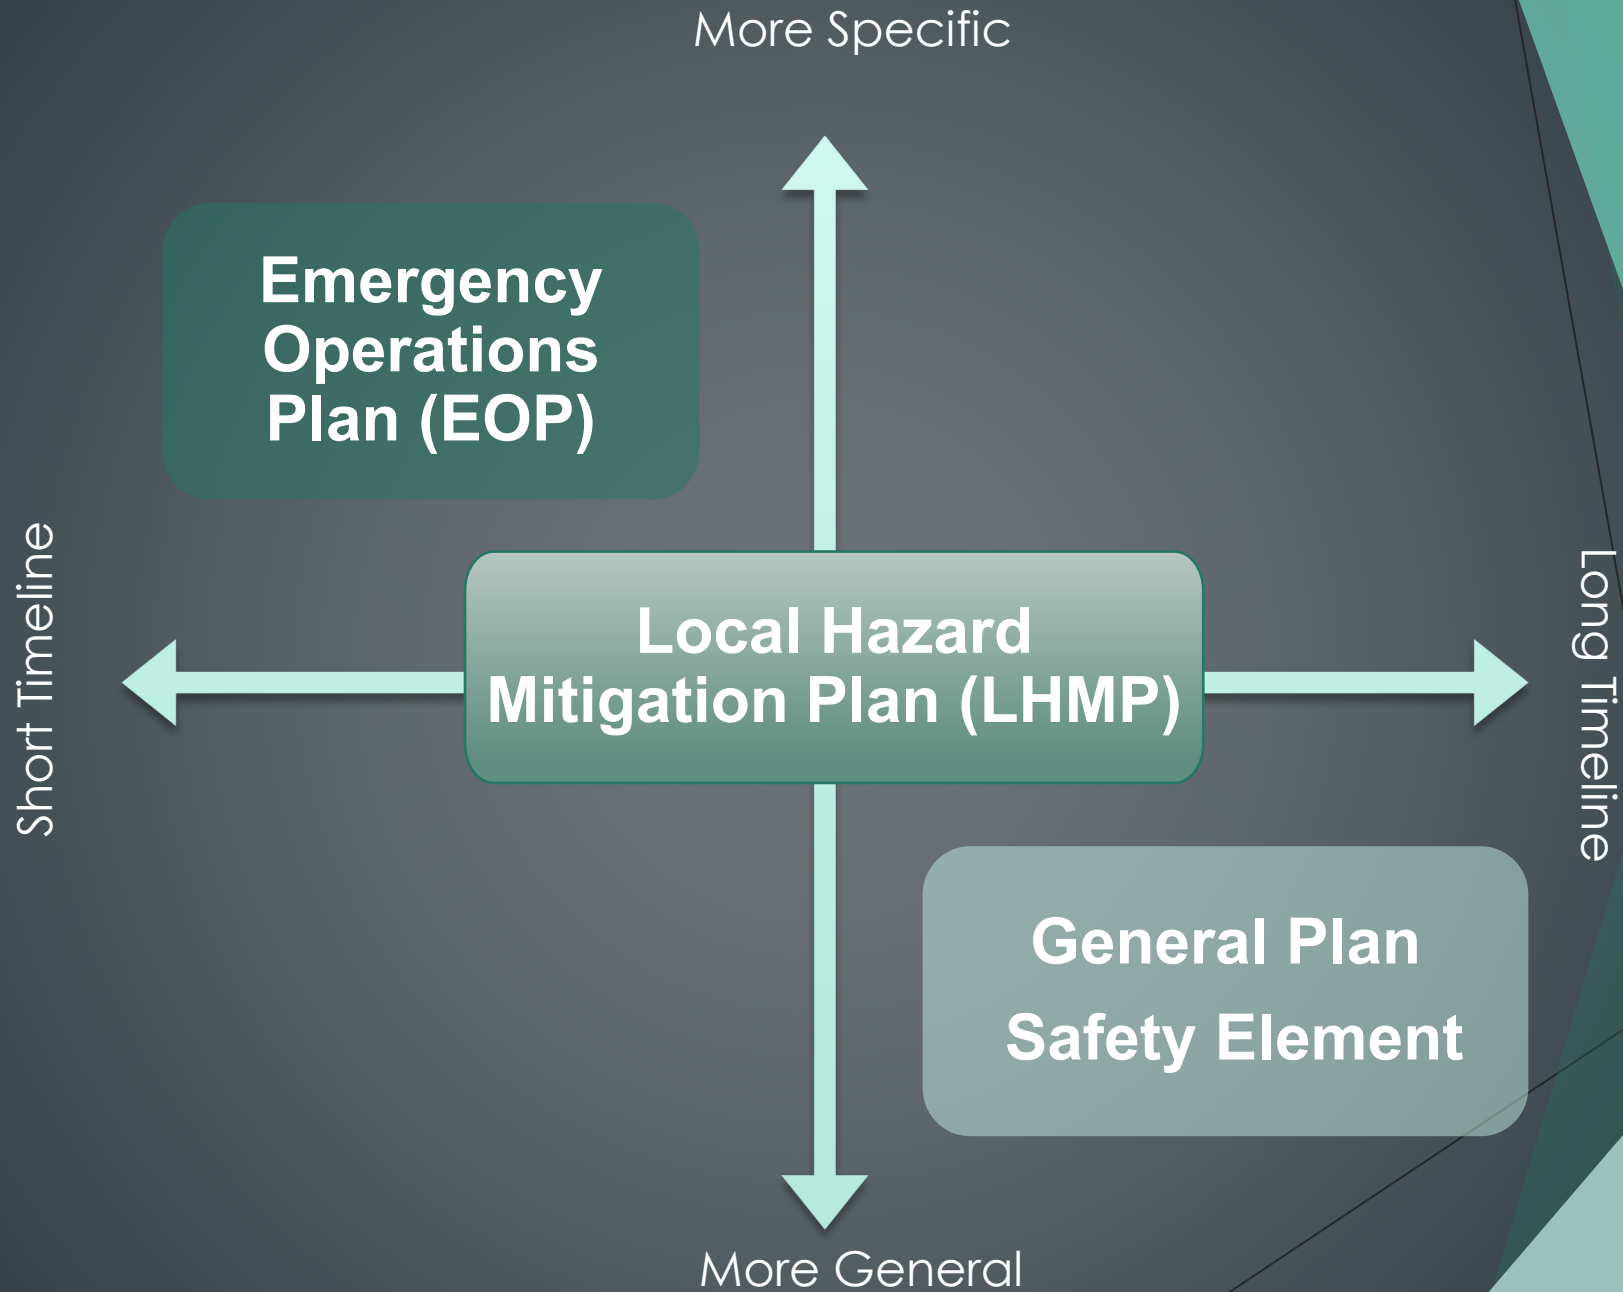 More Specific
Emergency
Operations
Plan (EOP)
Short Timeline
Local Hazard
Mitigation Plan (LHMP)
Long Timeline
General Plan
Safety Element
More General